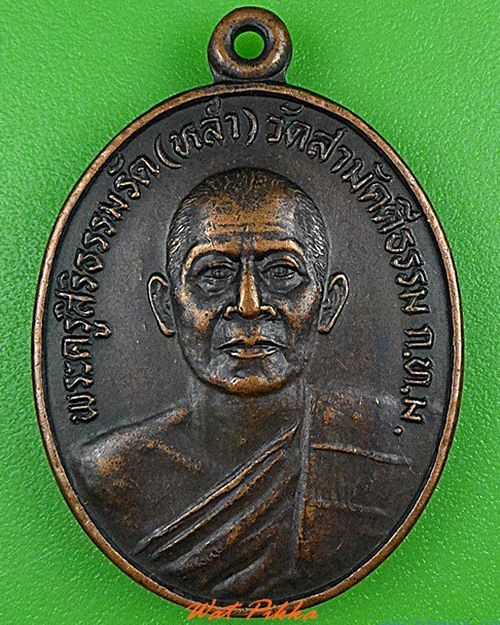 พระครูสิริธรรมรัต (หล่ำ) วัดสามัคคีธรรม ก.ท.ม.
Wat Pikka